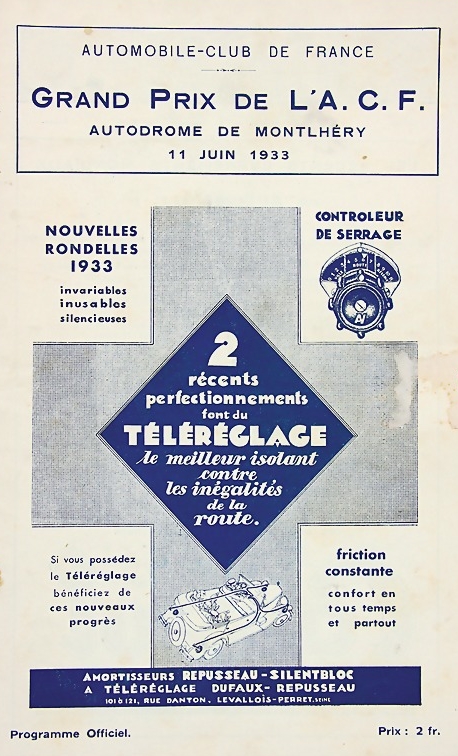 AUTOMOBILE-CLUB DE FRANCE
GRAND PRIX DE L'A.C.F.
AUTODROME DE MONTLHÉRY
11 JUIN 1933
NOUVELLES
RONDELLES
1933
invariables
inusables
silencieuses
CONTROLEUR
DE SERRAGE
2
récents
perfectionnements
font du
TÉLÉRÉGLAGE
le meilleur isolant
contre
les inégalités
de la
route.
Si vous possédez
le Téléréglage
bénéficiez de
ces nouveaux
progrès
friction
constante
confort en
tous temps
et partout
AMORTISSEURS REPUSSEAU-SILENTBLOC
A TÉLÉRÉGLAGE DUFAUX-REPUSSEAU
101 à 121, RUE DANTON. LEVALLOIS-PERRET. SEINE
Programme Officiel.
Prix : 2 fr.